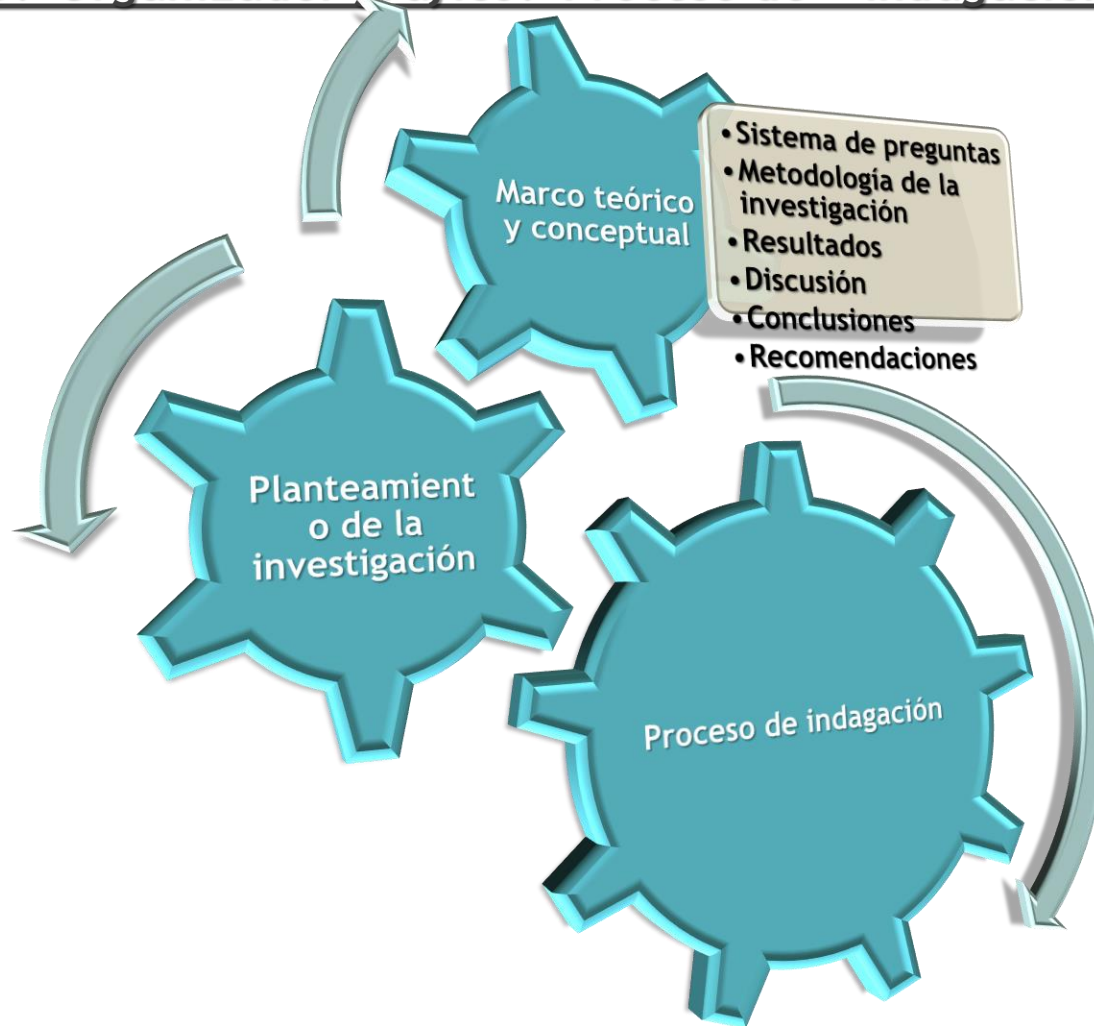 Marco teórico
y conceptual
• Sistema de preguntas
• Metodología de la
investigación
• Resultados
• Discusión
• Conclusiones
• Recomendaciones
Planteamient
o de la
investigación
Proceso de indagación